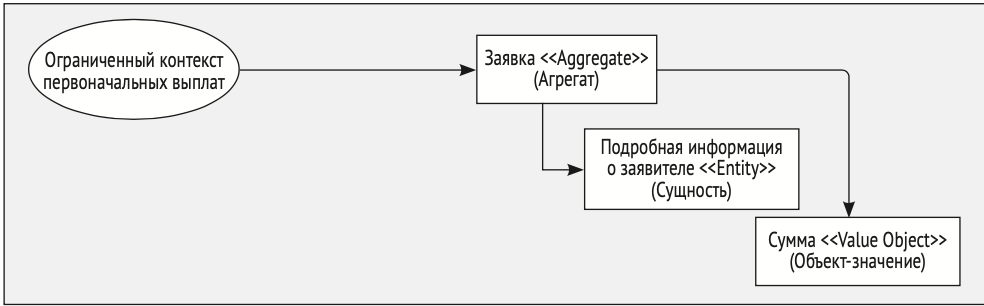 Ограниченный контекст
первоначальных выплат
Заявка <<Aggregate>>
(Агрегат)
Подробная информация
о заявителе <<Entity>>
(Сущность)
Сумма <<Value Object>>
(Объект-значение)